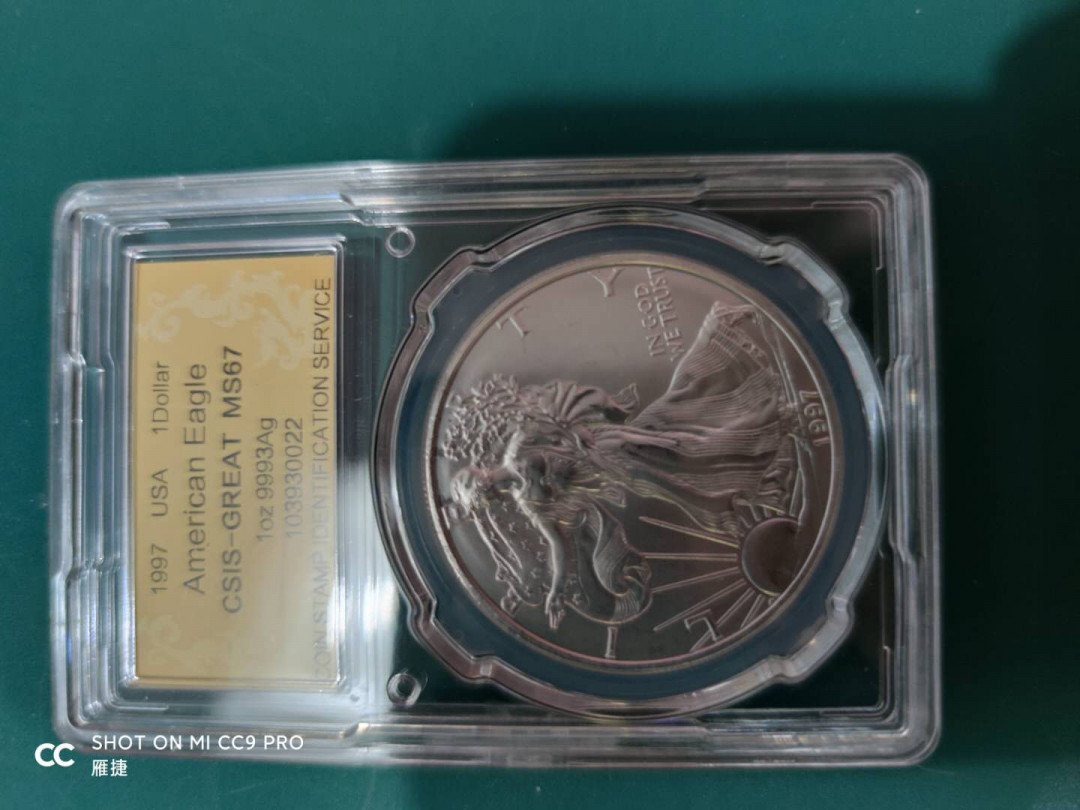 1997 USA 1Dollar
American Eagle
CSIS-GREAT MS67
1oz 9993Ag
103930022
COIN STAMP IDENTIFICATION SERVICE
L I T Y
IN GOD
WE TRUST
1997
SHOT ON MI CC9 PRO
雁捷